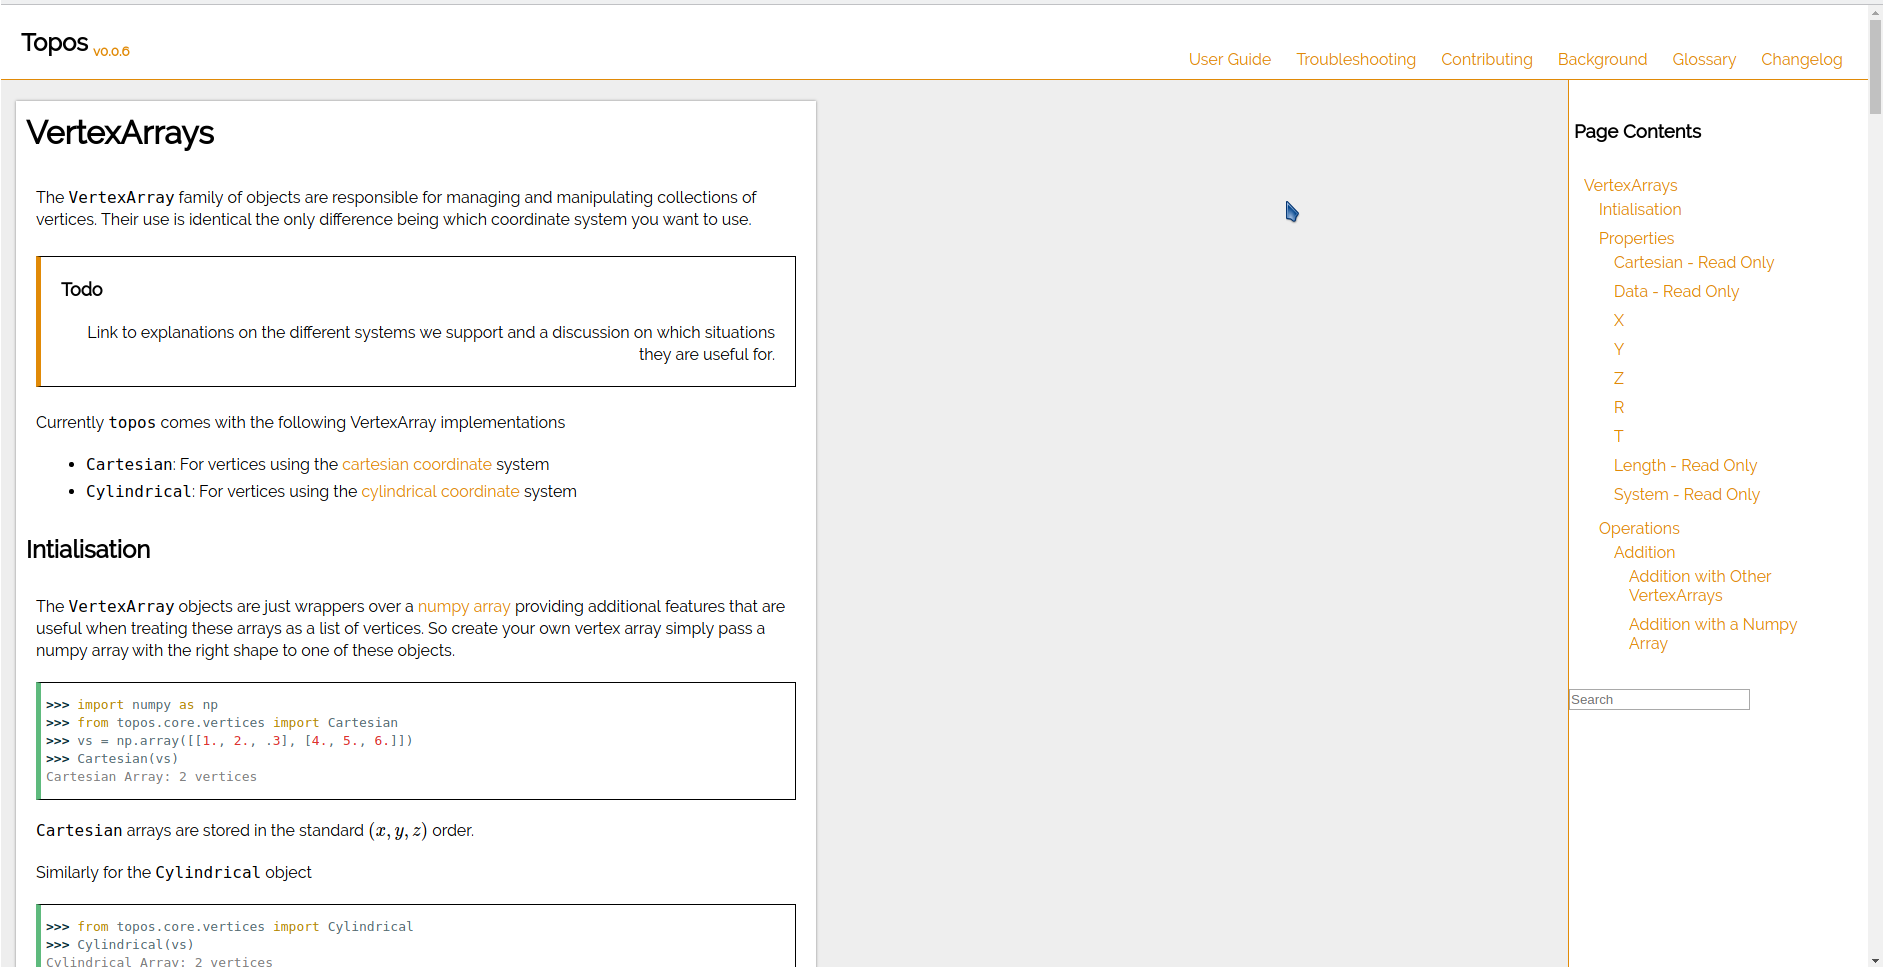 Topos v0.0.6
User Guide Troubleshooting Contributing Background Glossary Changelog
VertexArrays
The VertexArray family of objects are responsible for managing and manipulating collections of
vertices. Their use is identical the only difference being which coordinate system you want to use.
Todo
Link to explanations on the different systems we support and a discussion on which situations
they are useful for.
Currently topos comes with the following VertexArray implementations
• Cartesian: For vertices using the cartesian coordinate system
• Cylindrical: For vertices using the cylindrical coordinate system
Intialisation
The VertexArray objects are just wrappers over a numpy array providing additional features that are
useful when treating these arrays as a list of vertices. So create your own vertex array simply pass a
numpy array with the right shape to one of these objects.
>>> import numpy as np
>>> from topos.core.vertices import Cartesian
>>> vs = np.array([[1., 2., .3], [4., 5., 6.]])
>>> Cartesian(vs)
Cartesian Array: 2 vertices
Cartesian arrays are stored in the standard (x, y, z) order.
Similarly for the Cylindrical object
>>> from topos.core.vertices import Cylindrical
>>> Cylindrical(vs)
Cylindrical Array: 2 vertices
Page Contents
VertexArrays
Intialisation
Properties
Cartesian - Read Only
Data - Read Only
X
Y
Z
R
T
Length - Read Only
System - Read Only
Operations
Addition
Addition with Other
VertexArrays
Addition with a Numpy
Array
Search